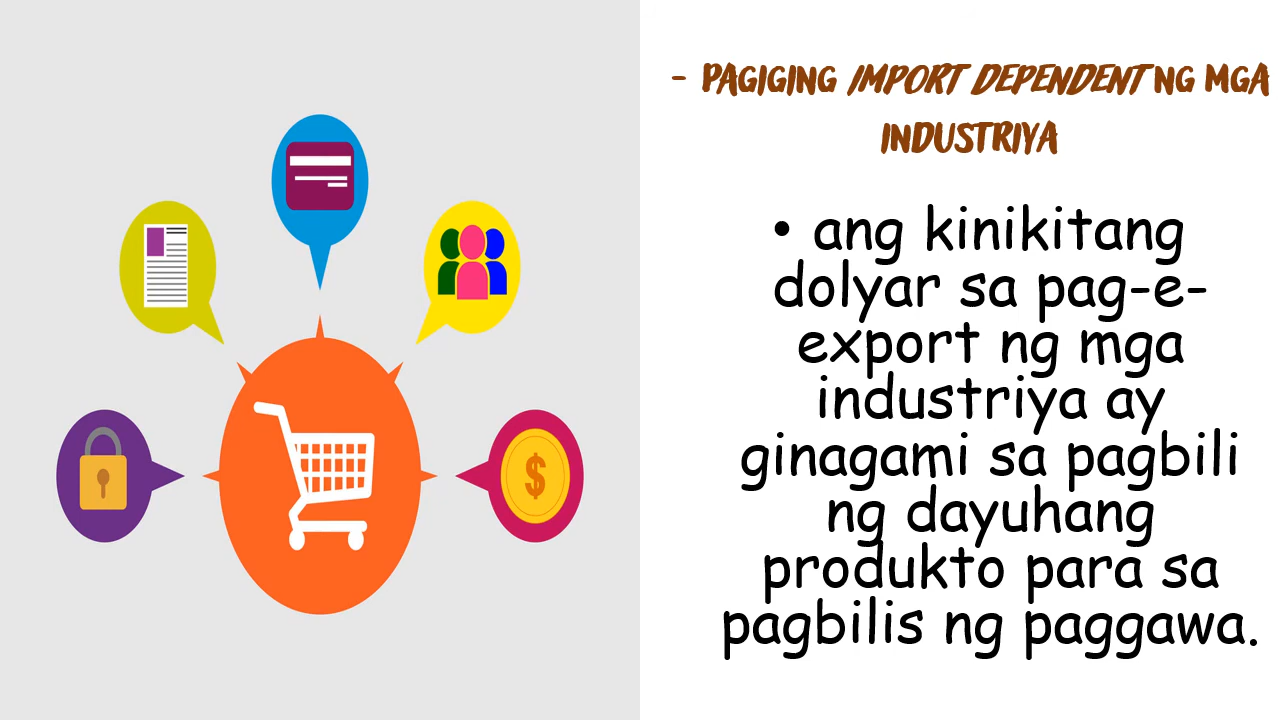 - PAGIGING IMPORT DEPENDENT NG MGA
INDUSTRIYA
• ang kinikitang
dolyar sa pag-e-
export ng mga
industriya ay
ginagami sa pagbili
ng dayuhang
produkto para sa
pagbilis ng paggawa.
$